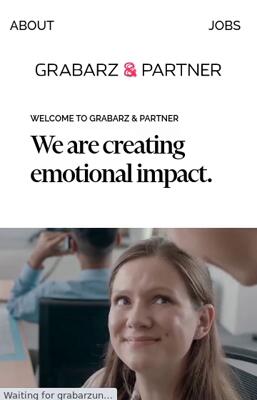 ABOUT JOBS
GRABARZ & PARTNER
WELCOME TO GRABARZ & PARTNER
We are creating
emotional impact.
Waiting for grabarzun...